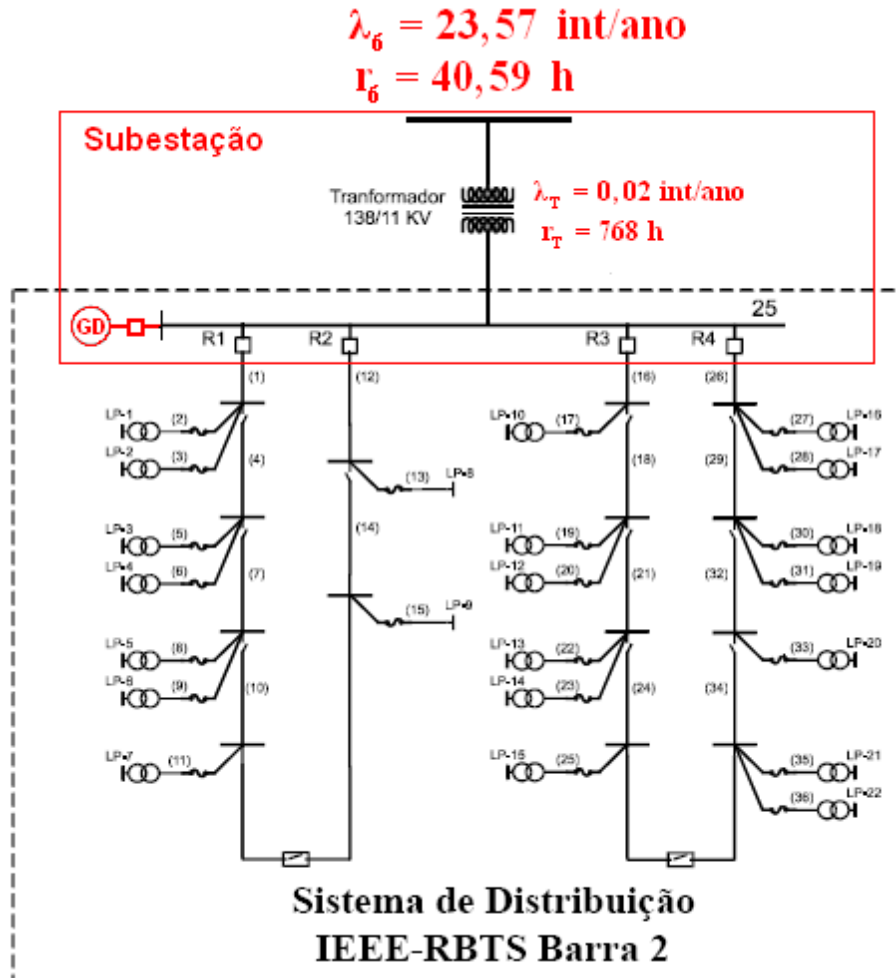 λ₆ = 23,57 int/ano
r₆ = 40,59 h
Subestação
Tranformador
138/11 KV
λ_T = 0,02 int/ano
r_T = 768 h
25
GD
R1
R2
R3
R4
(1)
(12)
(16)
(26)
LP-1
(2)
LP-10
(17)
(27)
LP-16
LP-2
(3)
(4)
(13)
LP-8
(18)
(29)
(28)
LP-17
LP-3
(5)
(14)
LP-11
(19)
(30)
LP-18
LP-4
(6)
(7)
LP-12
(20)
(21)
(32)
(31)
LP-19
(15)
LP-9
LP-5
(8)
LP-13
(22)
(33)
LP-20
LP-6
(9)
(10)
LP-14
(23)
(24)
(34)
LP-7
(11)
LP-15
(25)
(35)
LP-21
(36)
LP-22
Sistema de Distribuição
IEEE-RBTS Barra 2